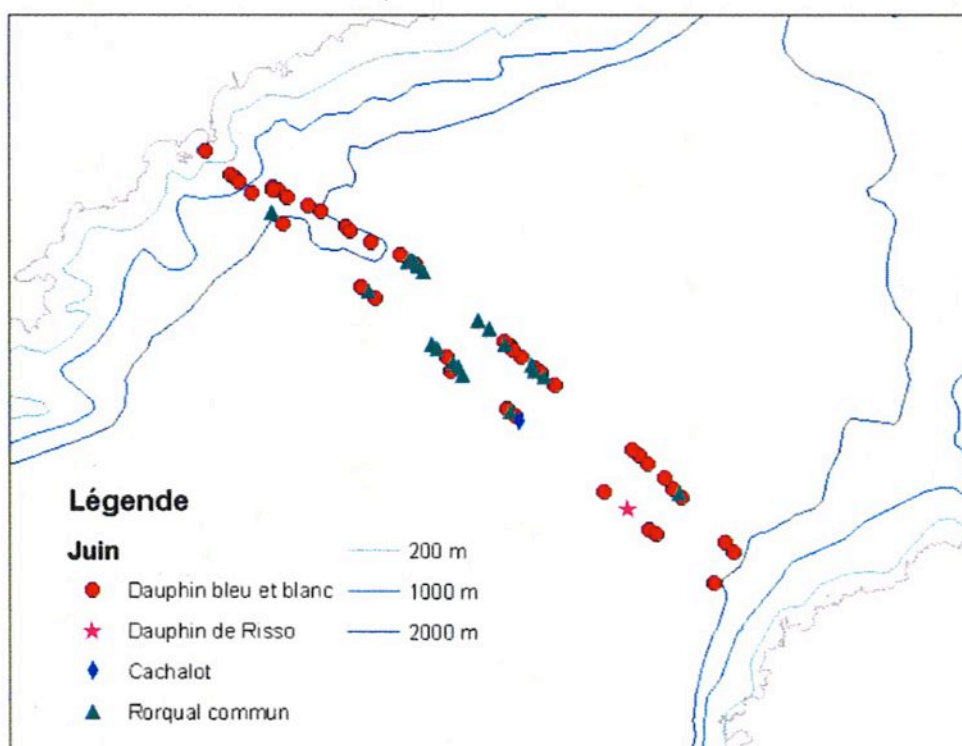 Légende
Juin
Dauphin bleu et blanc
Dauphin de Risso
Cachalot
Rorqual commun
200 m
1000 m
2000 m